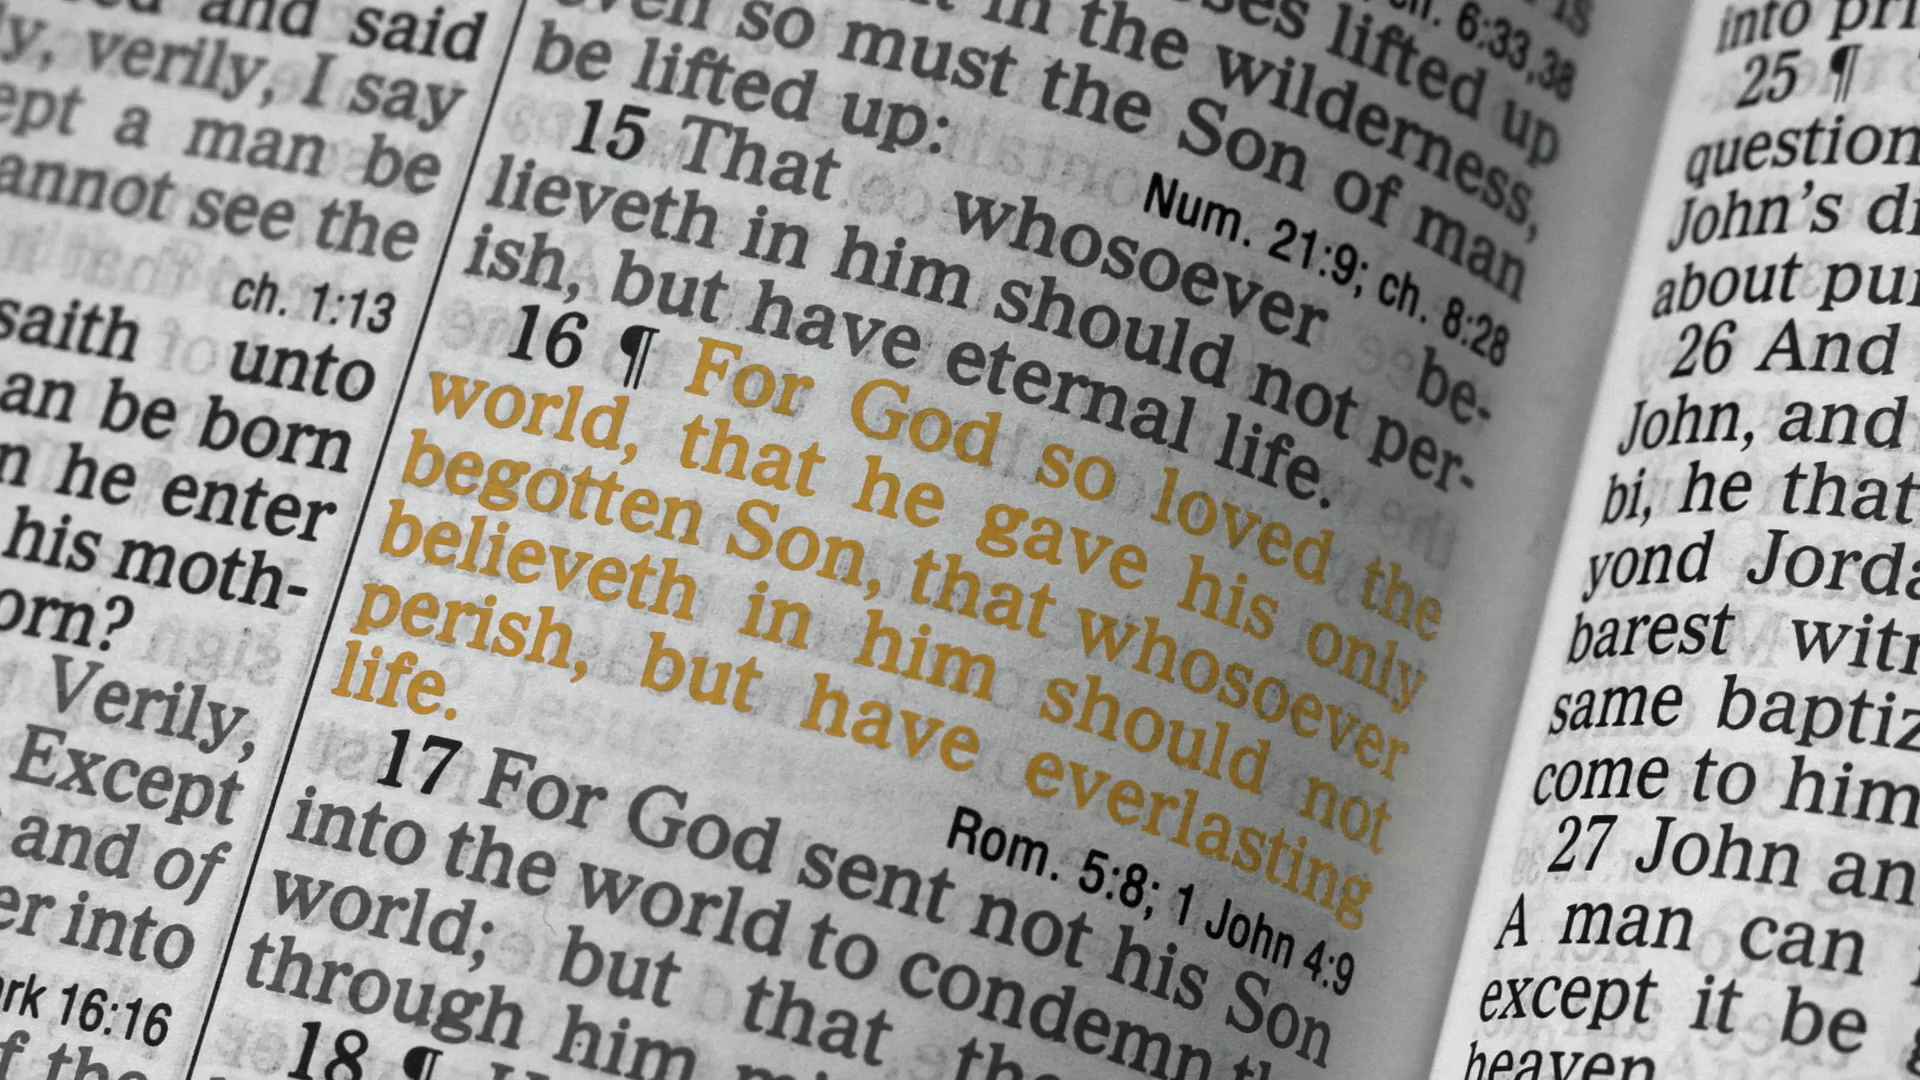 and said
verily, I say
a man be
see the
ch. 1:13
saith unto
an be born
he enter
his moth-
Verily,
Except
and of
into
16:16
the
in the wilderness,
so must the Son of man
be lifted up:
Num. 21:9; ch. 8:28
15 That whosoever be-
lieveth in him should not per-
ish, but have eternal life.
16 ¶ For God so loved the
world, that he gave his only
begotten Son, that whosoever
believeth in him should not
perish, but have everlasting
life.
Rom. 5:8; 1 John 4:9
17 For God sent not his Son
into the world to condemn
world; but that
through him
18 ¶
lifted up
6:33,38
into
25 ¶
question
John's
about
26 And
John, and
bi, he that
yond
barest
same
come to him
27 John
A man can
except it be
heaven